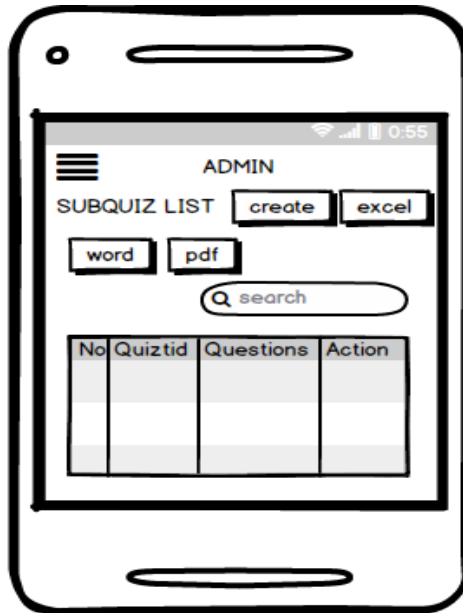 0:55
ADMIN
SUBQUIZ LIST create excel
word pdf
search
No Quiztid Questions Action